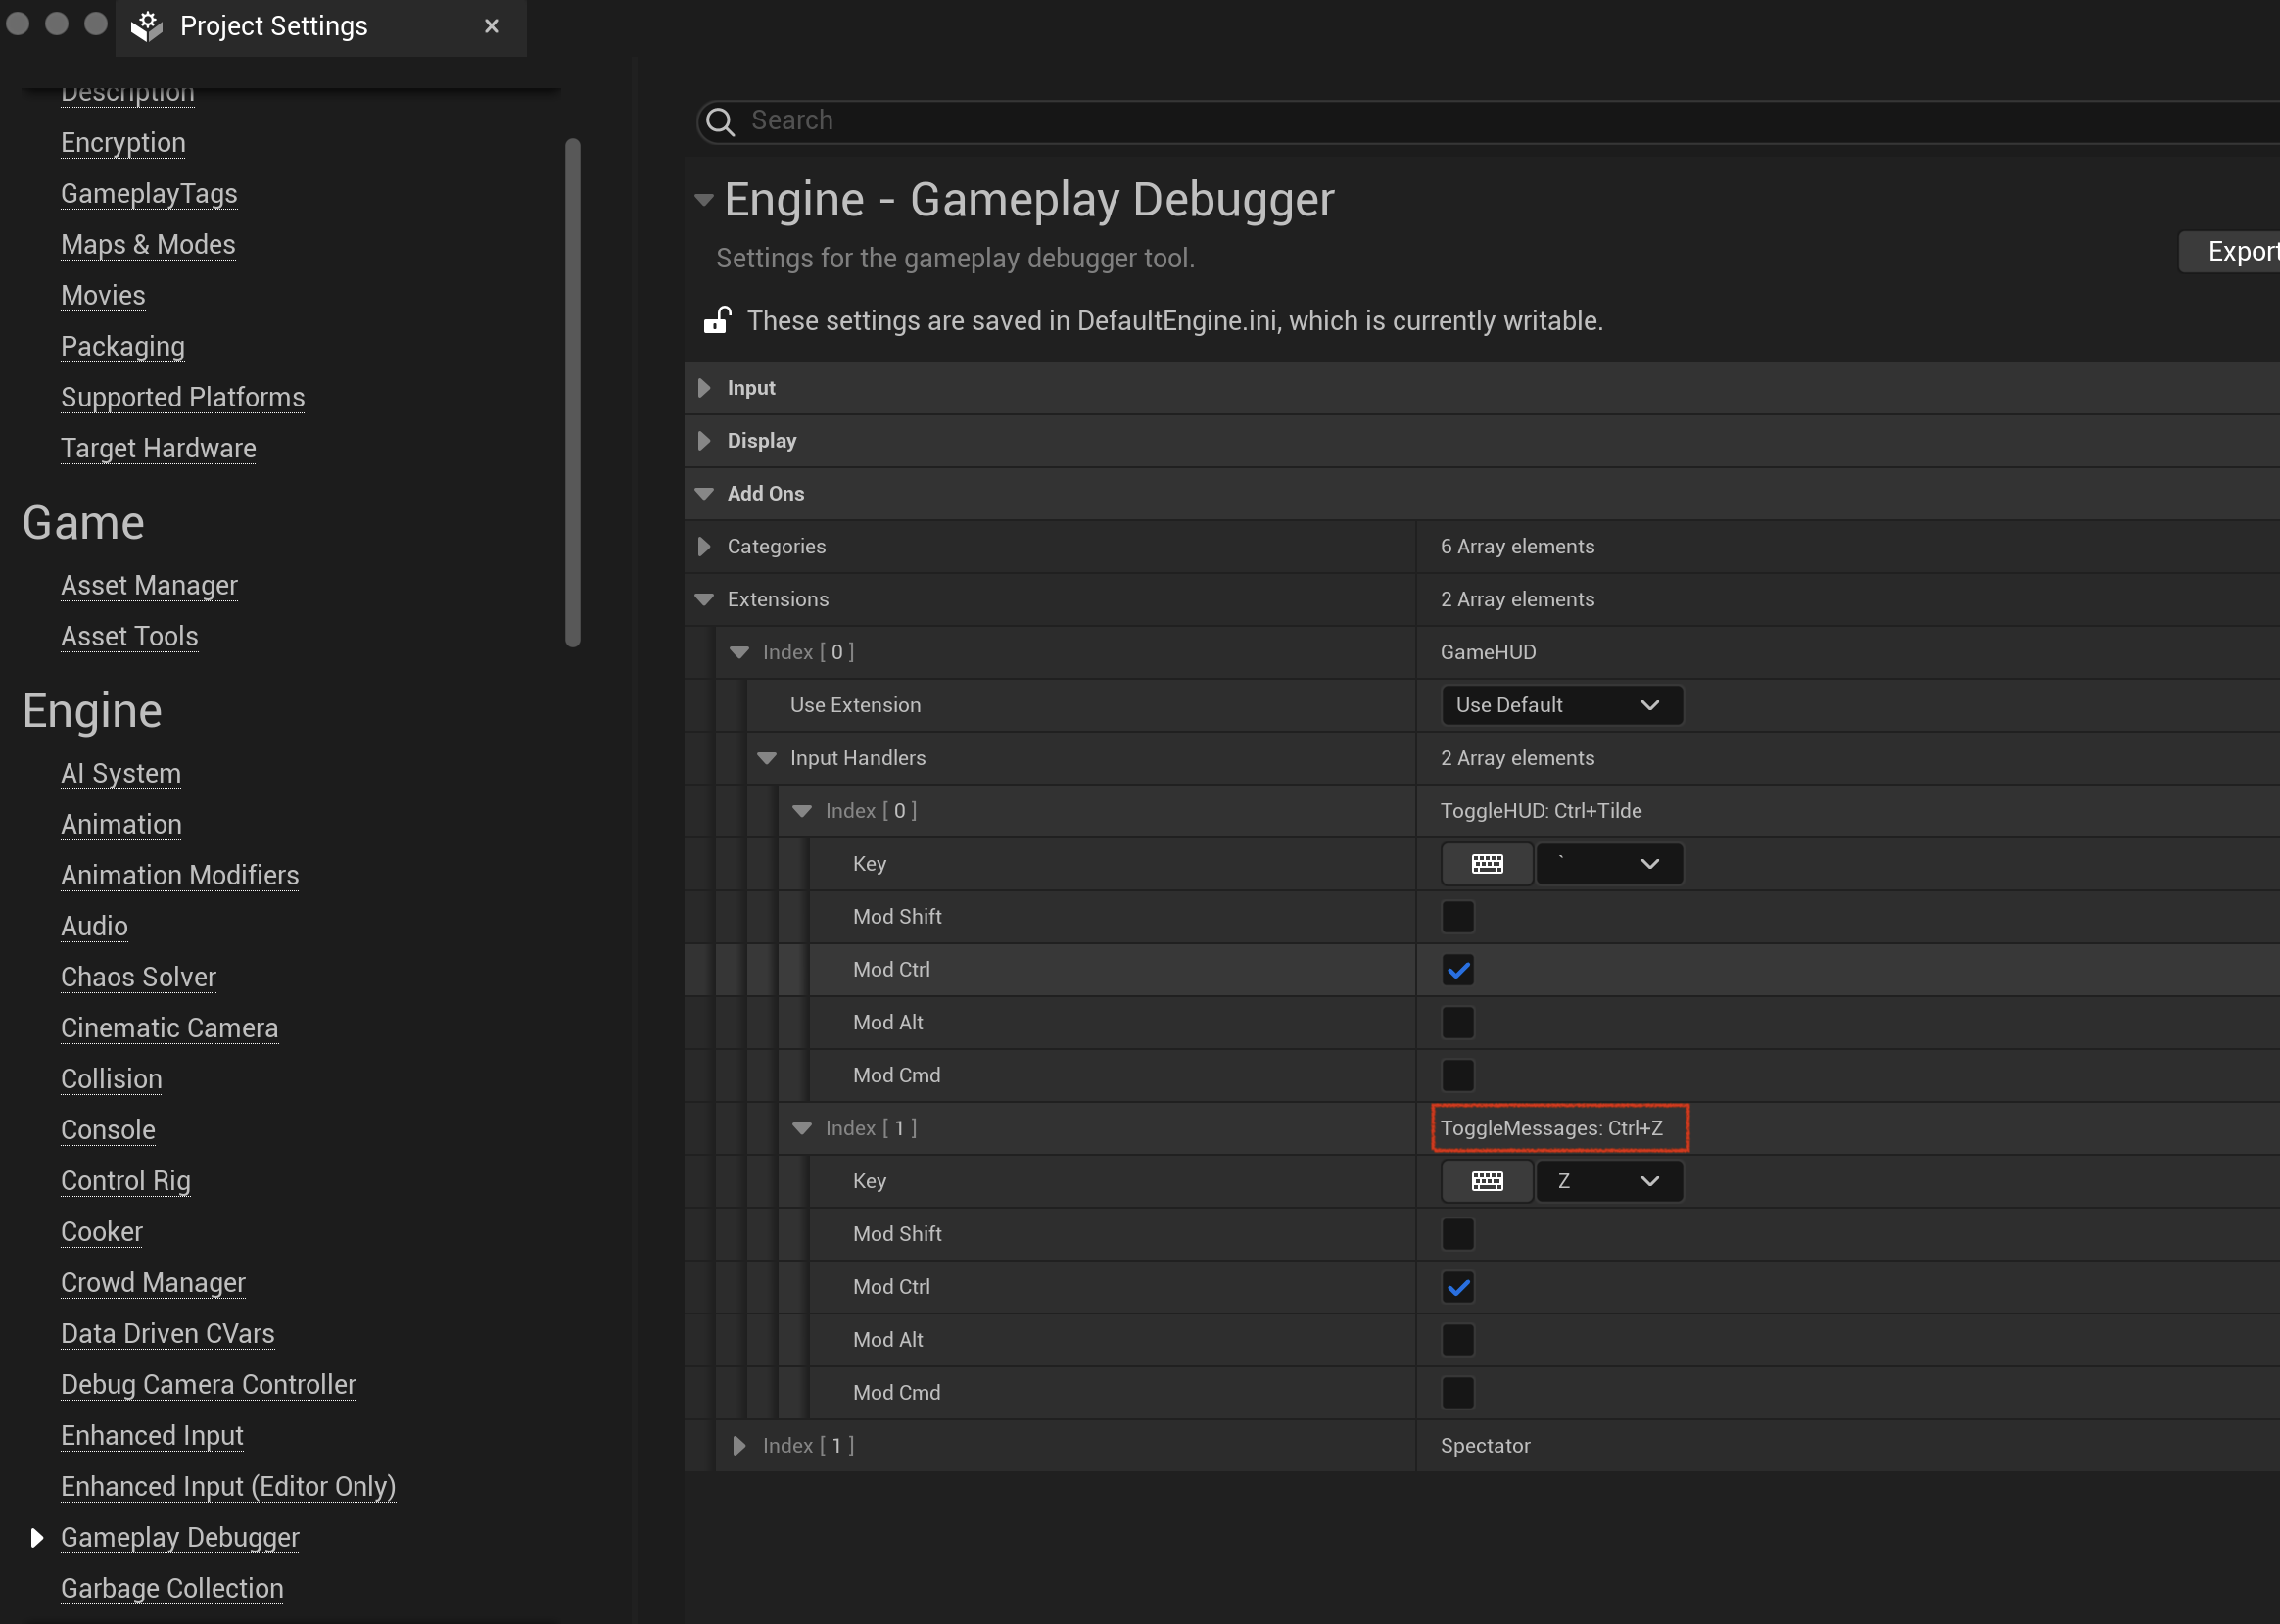 Project Settings
Description
Encryption
GameplayTags
Maps & Modes
Movies
Packaging
Supported Platforms
Target Hardware
Game
Asset Manager
Asset Tools
Engine
AI System
Animation
Animation Modifiers
Audio
Chaos Solver
Cinematic Camera
Collision
Console
Control Rig
Cooker
Crowd Manager
Data Driven CVars
Debug Camera Controller
Enhanced Input
Enhanced Input (Editor Only)
Gameplay Debugger
Garbage Collection
Search
Engine - Gameplay Debugger
Settings for the gameplay debugger tool.
Export
These settings are saved in DefaultEngine.ini, which is currently writable.
Input
Display
Add Ons
Categories 6 Array elements
Extensions 2 Array elements
Index [ 0 ] GameHUD
Use Extension Use Default
Input Handlers 2 Array elements
Index [ 0 ] ToggleHUD: Ctrl+Tilde
Key `
Mod Shift
Mod Ctrl
Mod Alt
Mod Cmd
Index [ 1 ] ToggleMessages: Ctrl+Z
Key Z
Mod Shift
Mod Ctrl
Mod Alt
Mod Cmd
Index [ 1 ] Spectator